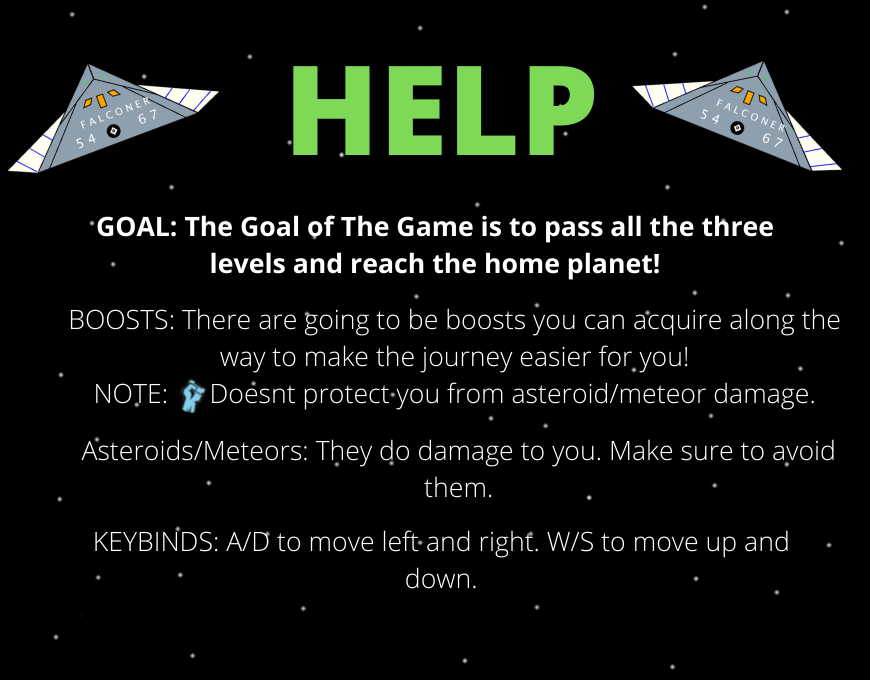 HELP
FALCONER
54 67
FALCONER
54 67
GOAL: The Goal of The Game is to pass all the three
levels and reach the home planet!
BOOSTS: There are going to be boosts you can acquire along the
way to make the journey easier for you!
NOTE: Doesnt protect you from asteroid/meteor damage.
Asteroids/Meteors: They do damage to you. Make sure to avoid
them.
KEYBINDS: A/D to move left and right. W/S to move up and
down.